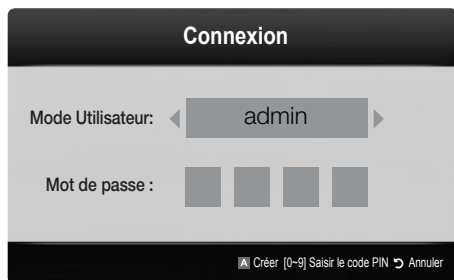 Connexion
Mode Utilisateur: admin
Mot de passe :
A Créer [0~9] Saisir le code PIN Annuler